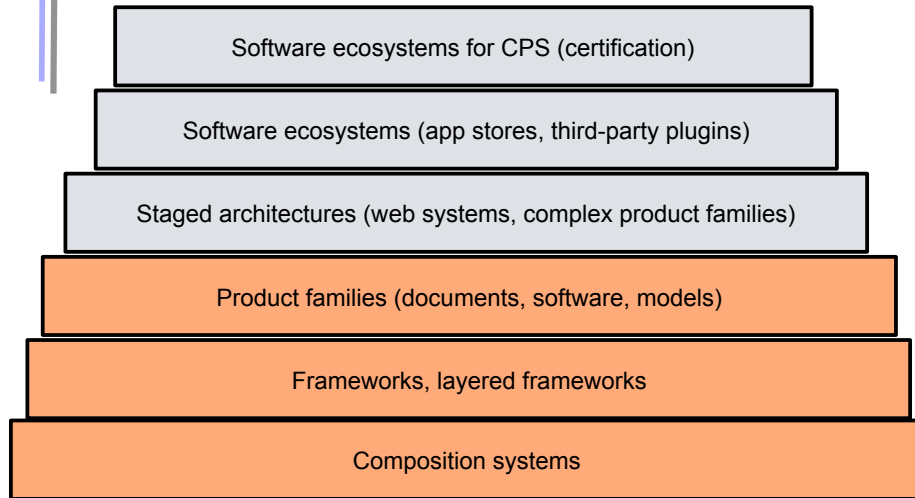 Software ecosystems for CPS (certification)
Software ecosystems (app stores, third-party plugins)
Staged architectures (web systems, complex product families)
Product families (documents, software, models)
Frameworks, layered frameworks
Composition systems